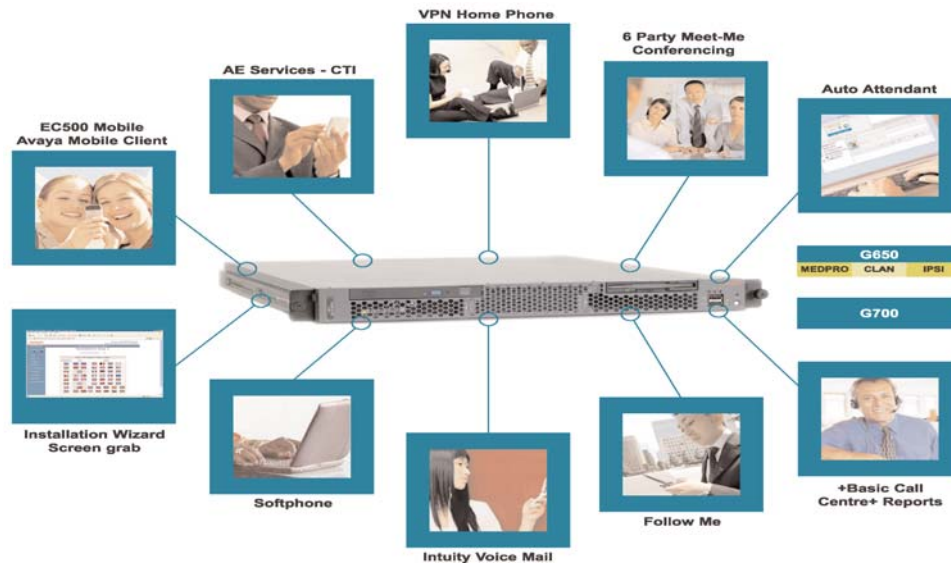 VPN Home Phone
6 Party Meet-Me
Conferencing
AE Services - CTI
Auto Attendant
EC500 Mobile
Avaya Mobile Client
G650
MEDPRO CLAN IPSI
G700
Installation Wizard
Screen grab
Softphone
Intuity Voice Mail
Follow Me
+Basic Call
Centre+ Reports